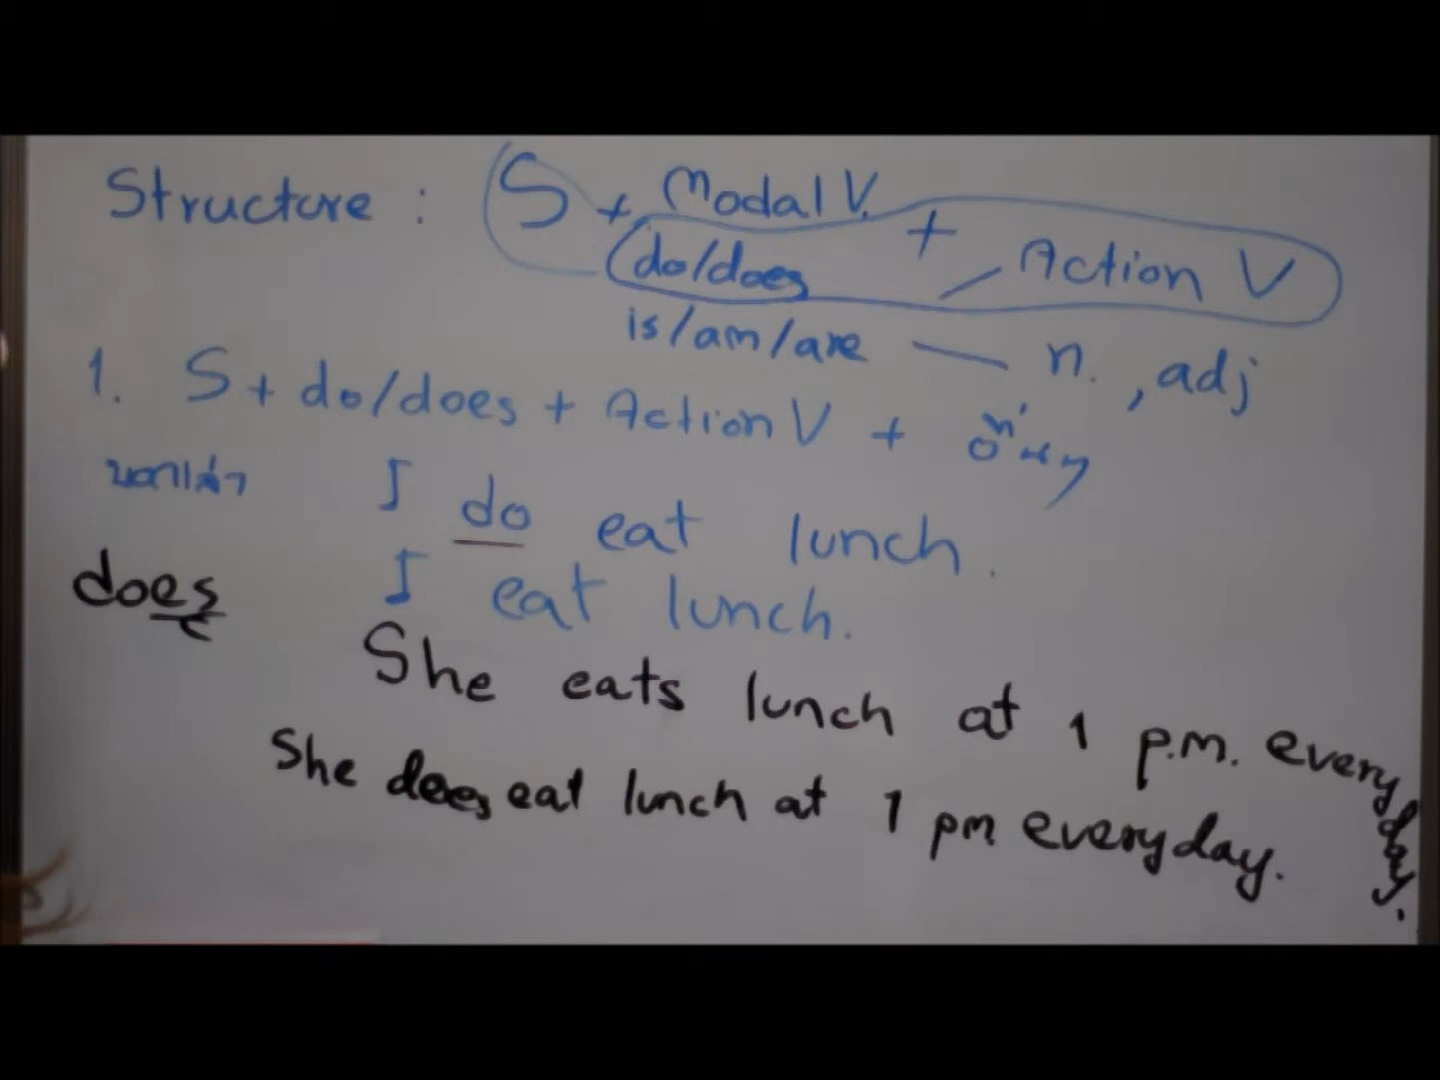 Structure : S + Modal V. + Action V
do/does
is/am/are — n. , adj
1. S + do/does + Action V + อื่นๆ
บอกเล่า I do eat lunch.
does I eat lunch.
She eats lunch at 1 p.m. everyday.
She does eat lunch at 1 pm everyday.